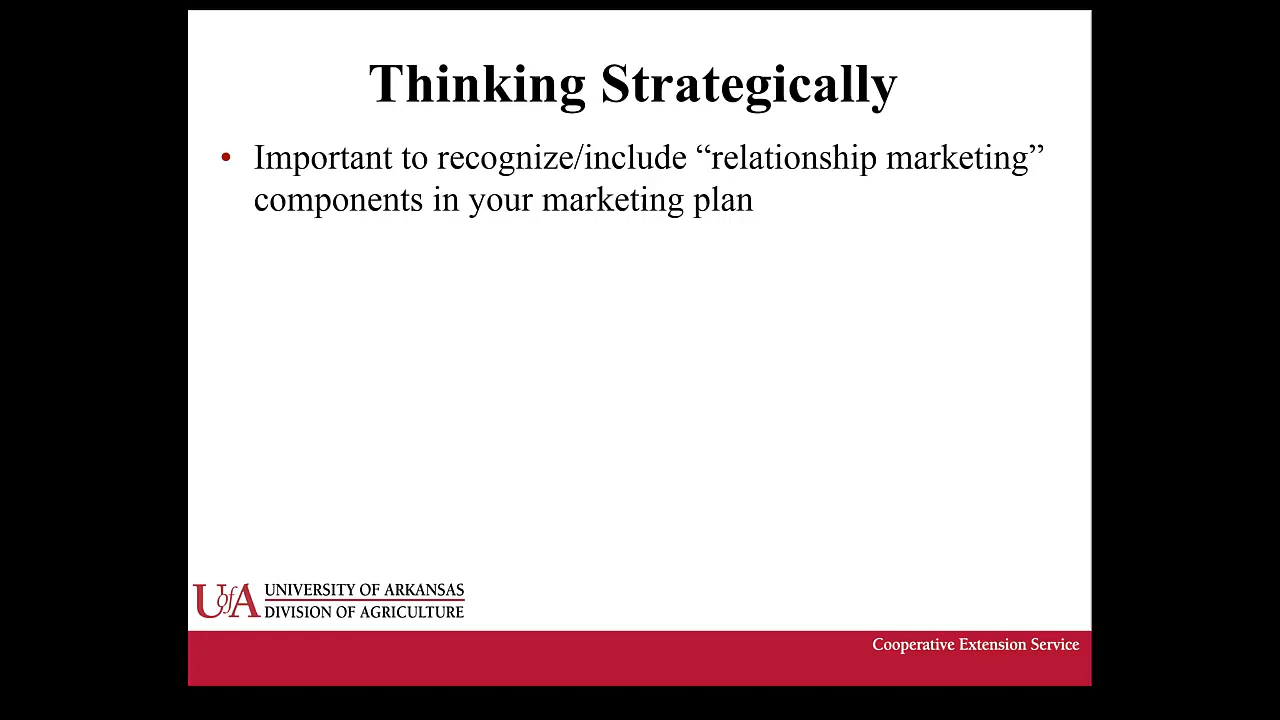 Thinking Strategically
• Important to recognize/include “relationship marketing”
components in your marketing plan
UofA UNIVERSITY OF ARKANSAS
DIVISION OF AGRICULTURE
Cooperative Extension Service